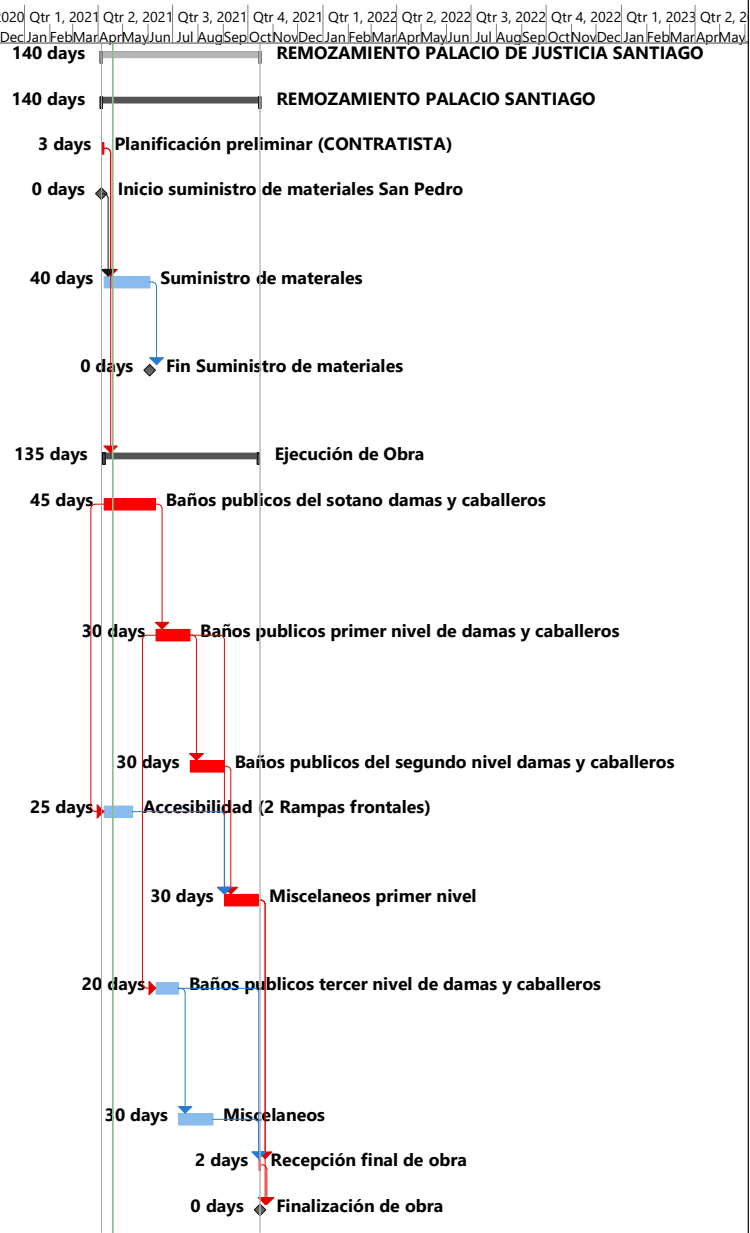 2020 Qtr 1, 2021 Qtr 2, 2021 Qtr 3, 2021 Qtr 4, 2021 Qtr 1, 2022 Qtr 2, 2022 Qtr 3, 2022 Qtr 4, 2022 Qtr 1, 2023 Qtr 2, 2
Dec Jan Feb Mar Apr May Jun Jul Aug Sep Oct Nov Dec Jan Feb Mar Apr May Jun Jul Aug Sep Oct Nov Dec Jan Feb Mar Apr May
140 days REMOZAMIENTO PALACIO DE JUSTICIA SANTIAGO
140 days REMOZAMIENTO PALACIO SANTIAGO
3 days Planificación preliminar (CONTRATISTA)
0 days Inicio suministro de materiales San Pedro
40 days Suministro de materales
0 days Fin Suministro de materiales
135 days Ejecución de Obra
45 days Baños publicos del sotano damas y caballeros
30 days Baños publicos primer nivel de damas y caballeros
30 days Baños publicos del segundo nivel damas y caballeros
25 days Accesibilidad (2 Rampas frontales)
30 days Miscelaneos primer nivel
20 days Baños publicos tercer nivel de damas y caballeros
30 days Miscelaneos
2 days Recepción final de obra
0 days Finalización de obra